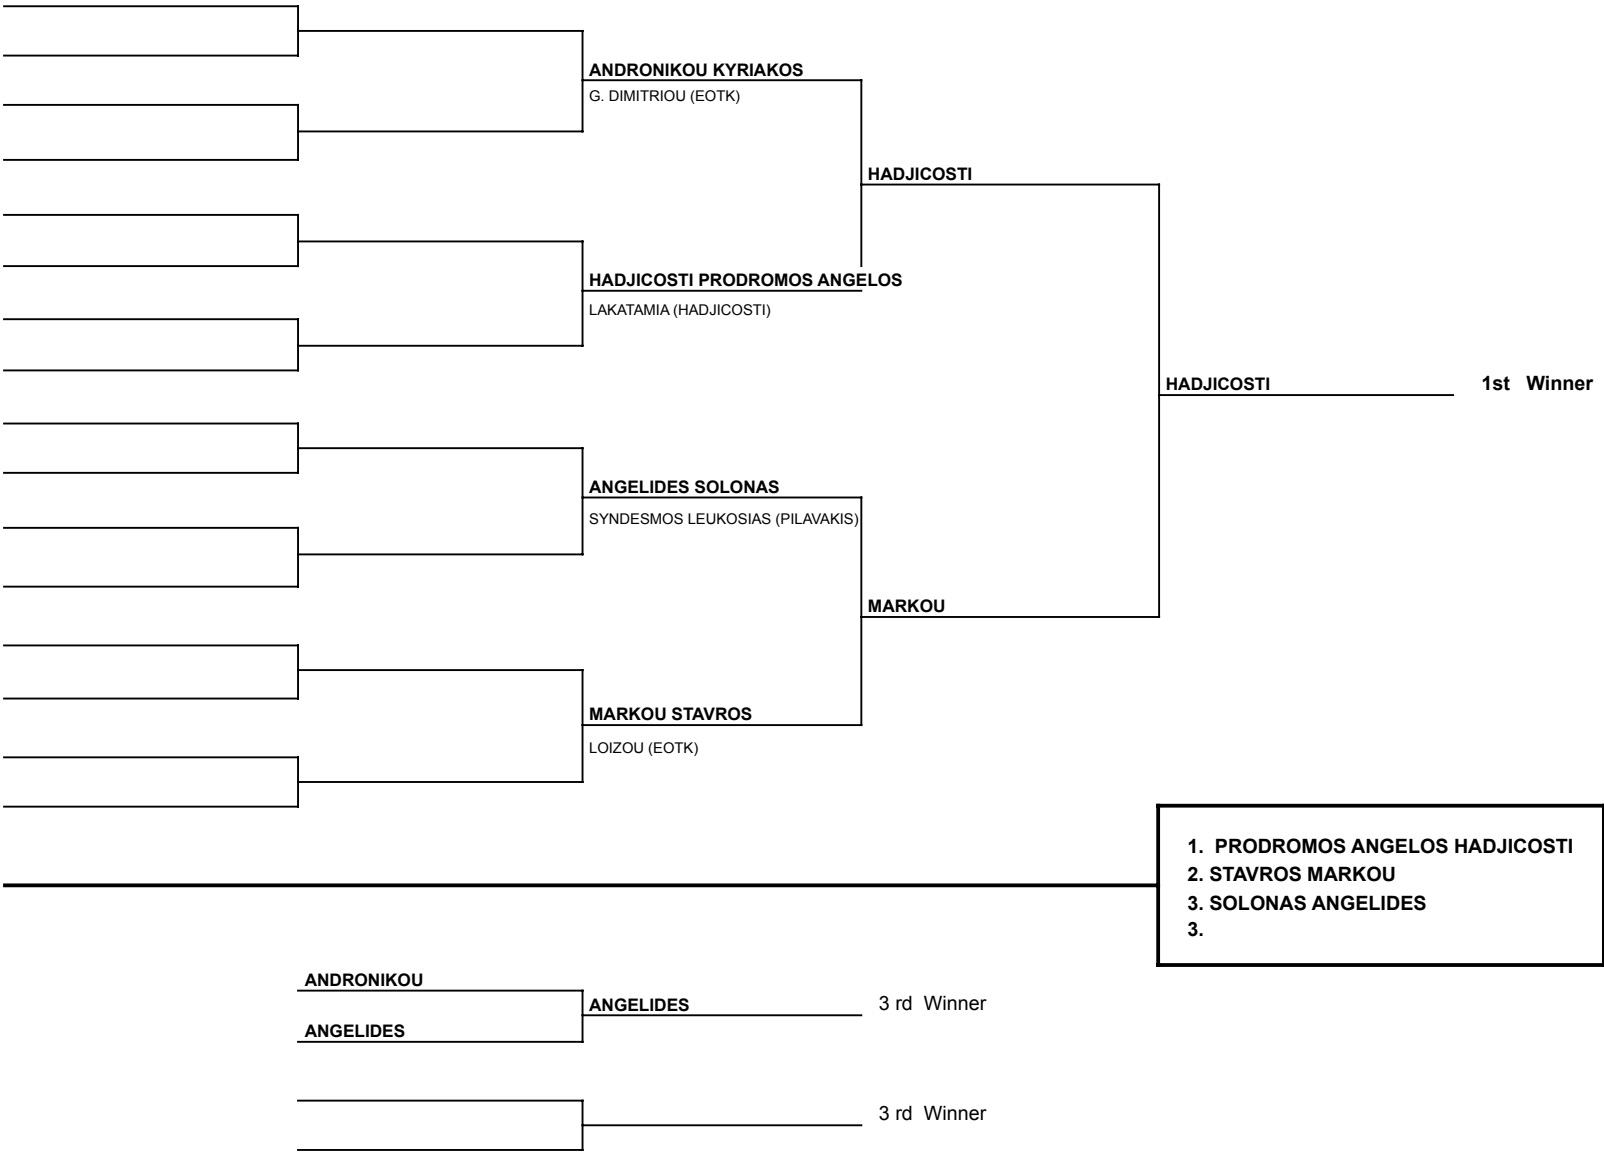 ANDRONIKOU KYRIAKOS
G. DIMITRIOU (EOTK)
HADJICOSTI
HADJICOSTI PRODROMOS ANGELOS
LAKATAMIA (HADJICOSTI)
HADJICOSTI
1st Winner
ANGELIDES SOLONAS
SYNDESMOS LEUKOSIAS (PILAVAKIS)
MARKOU
MARKOU STAVROS
LOIZOU (EOTK)
1. PRODROMOS ANGELOS HADJICOSTI
2. STAVROS MARKOU
3. SOLONAS ANGELIDES
3.
ANDRONIKOU
ANGELIDES
3 rd Winner
ANGELIDES
3 rd Winner